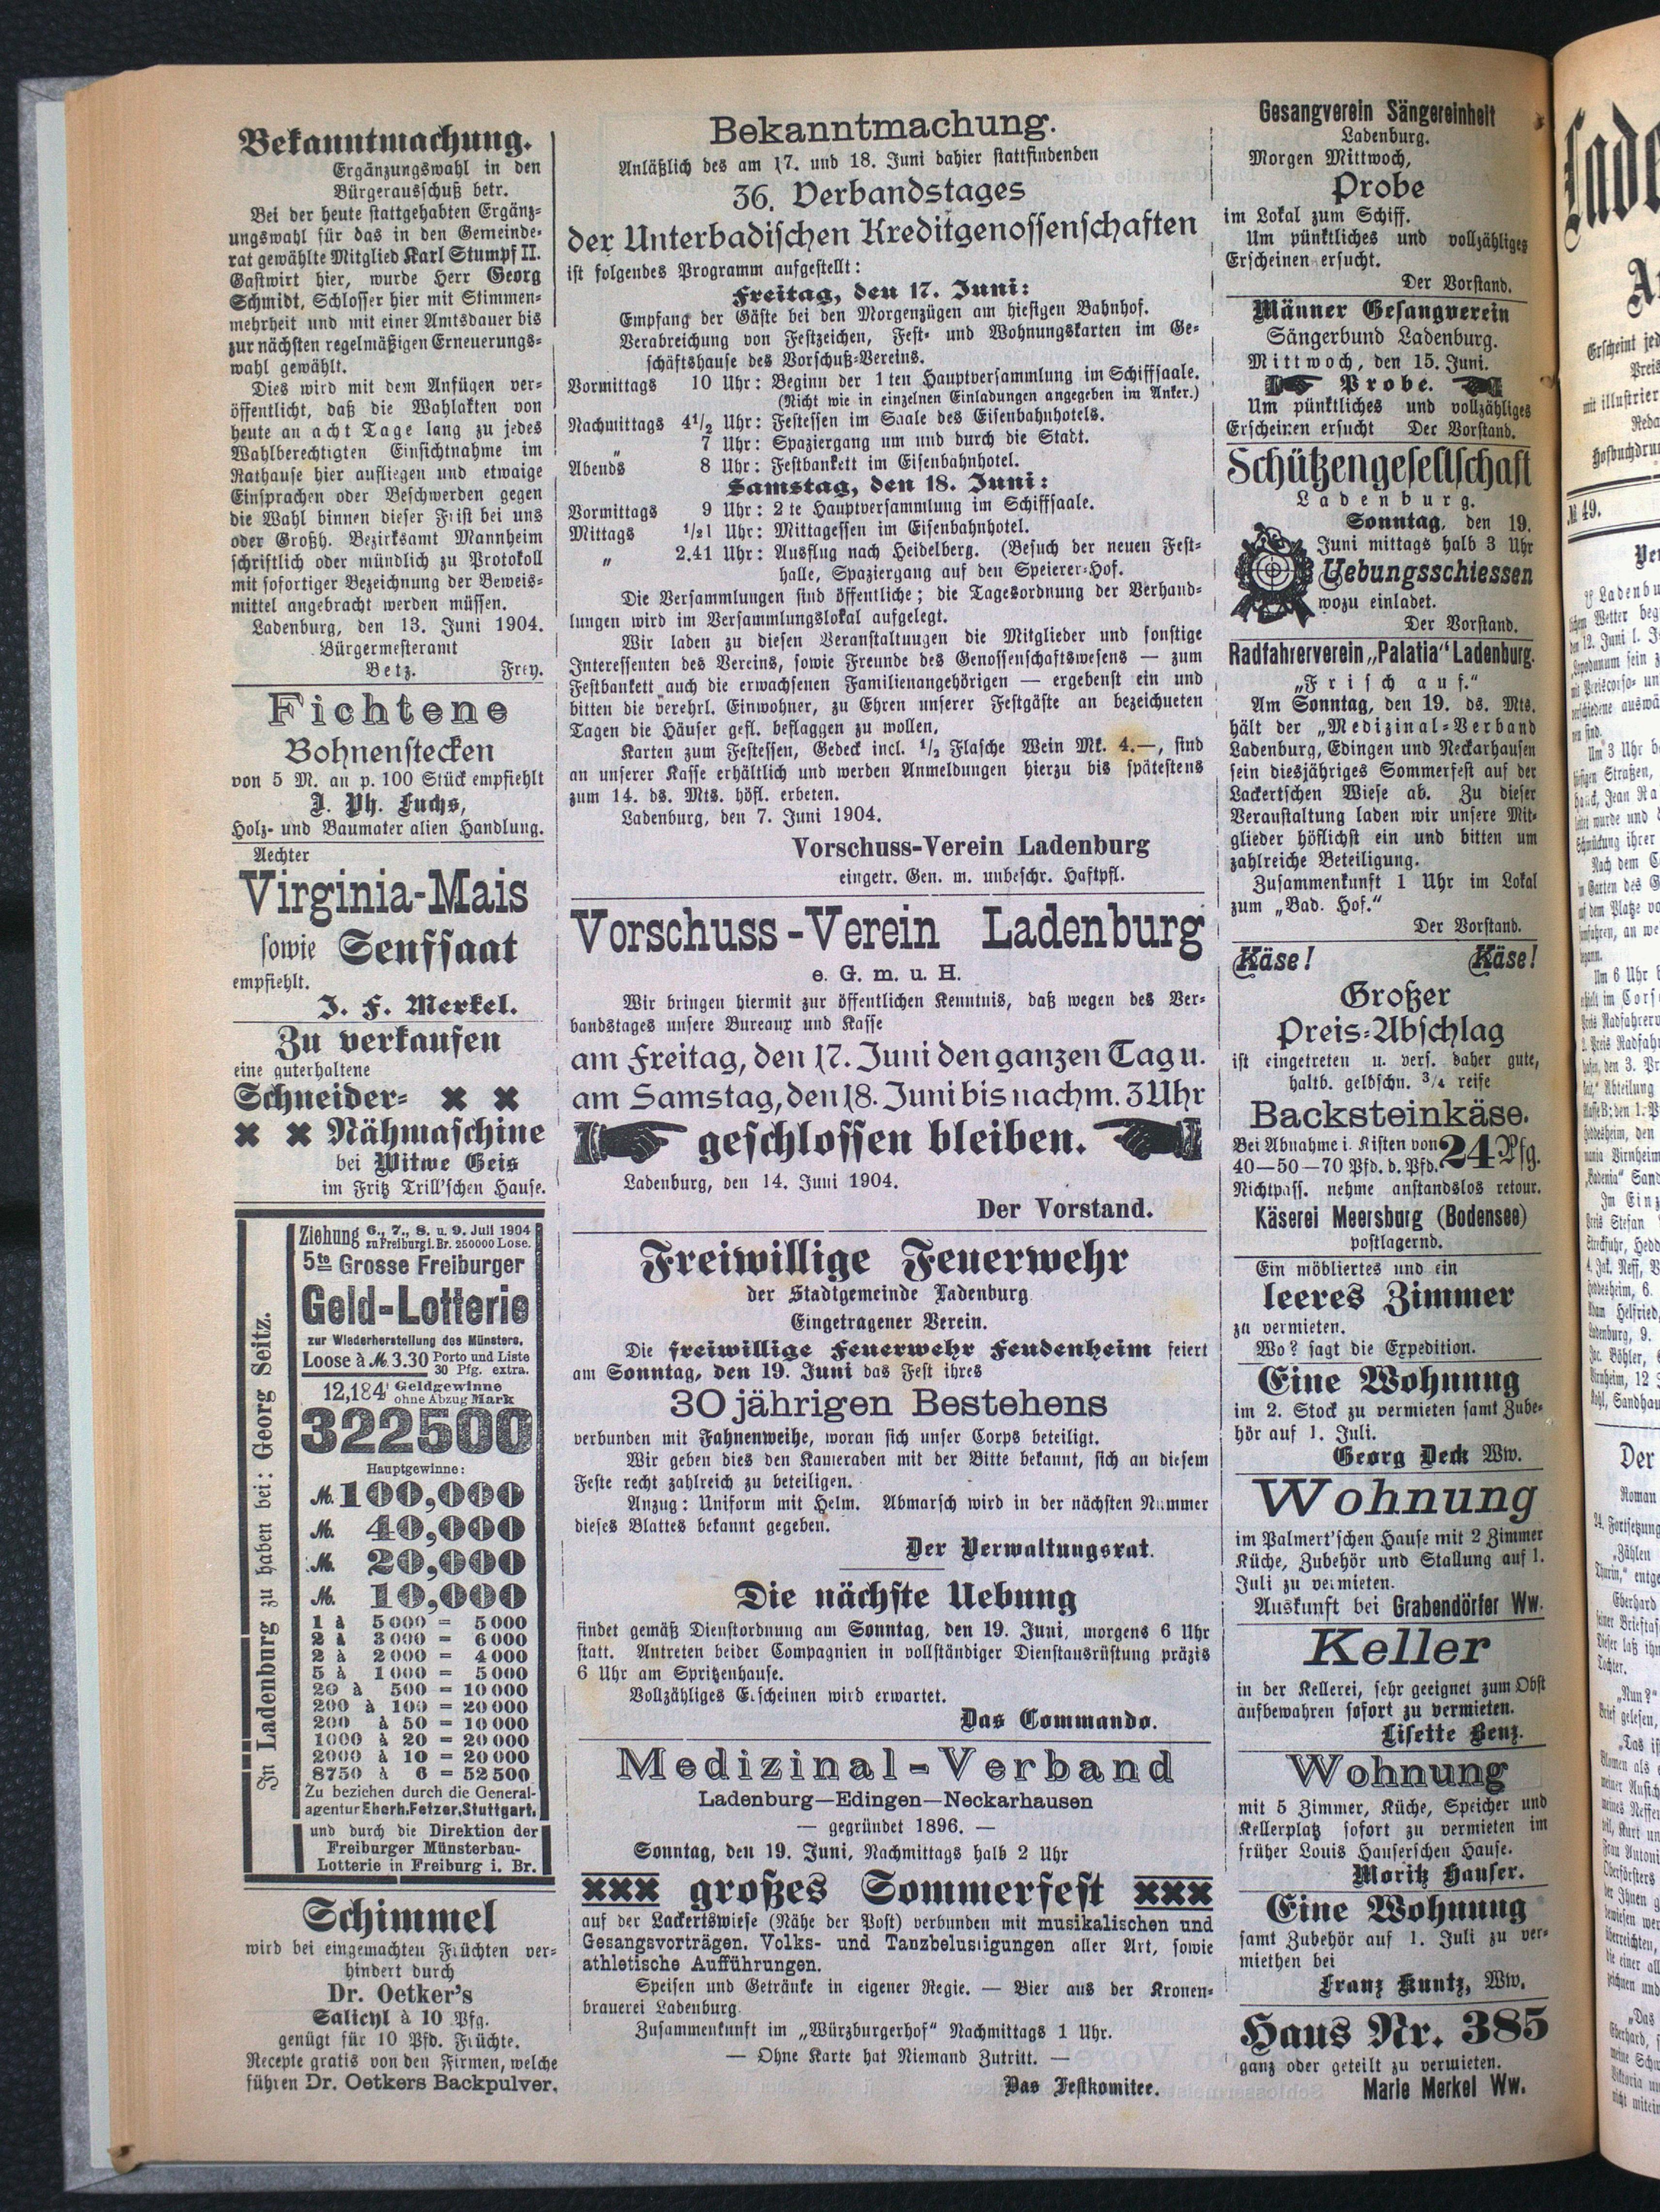 Bekanntmachung.
Ergänzungswahl in den
Bürgerausschuß betr.
Bei der heute stattgehabten Ergänz-
ungswahl für das in den Gemeinde-
rat gewählte Mitglied Karl Stumpf II.
Gastwirt hier, wurde Herr Georg
Schmidt, Schlosser hier mit Stimmen-
mehrheit und mit einer Amtsdauer bis
zur nächsten regelmäßigen Erneuerungs-
wahl gewählt.
Dies wird mit dem Anfügen ver-
öffentlicht, daß die Wahlakten von
heute an acht Tage lang zu jedes
Wahlberechtigten Einsichtnahme im
Rathause hier aufliegen und etwaige
Einsprachen oder Beschwerden gegen
die Wahl binnen dieser Frist bei uns
oder Großh. Bezirksamt Mannheim
schriftlich oder mündlich zu Protokoll
mit sofortiger Bezeichnung der Beweis-
mittel angebracht werden müssen.
Ladenburg, den 13. Juni 1904.
Bürgermesteramt
Betz. Frey.
Fichtene
Bohnenstecken
von 5 M. an p. 100 Stück empfiehlt
J. Ph. Fuchs,
Holz- und Baumater alien Handlung.
Aechter
Virginia-Mais
sowie Senfsaat
empfiehlt.
J. F. Merkel.
Zu verkaufen
eine guterhaltene
Schneider-
Nähmaschine
bei Witwe Geis
im Fritz Trill'schen Hause.
In Ladenburg zu haben bei: Georg Seitz.
Ziehung 6., 7., 8. u. 9. Juli 1904
zu Freiburg i. Br. 250000 Lose.
5te Grosse Freiburger
Geld-Lotterie
zur Wiederherstellung des Münsters.
Loose à M. 3.30 Porto und Liste
30 Pfg. extra.
12,184 Geldgewinne
ohne Abzug Mark
322500
Hauptgewinne:
M. 100,000
M. 40,000
M. 20,000
M. 10,000
1 à 5000 = 5000
2 à 3000 = 6000
2 à 2000 = 4000
5 à 1000 = 5000
20 à 500 = 10000
200 à 100 = 20000
200 à 50 = 10000
1000 à 20 = 20000
2000 à 10 = 20000
8750 à 6 = 52500
Zu beziehen durch die General-
agentur Eberh. Fetzer, Stuttgart,
und durch die Direktion der
Freiburger Münsterbau-
Lotterie in Freiburg i. Br.
Schimmel
wird bei eingemachten Früchten ver-
hindert durch
Dr. Oetker's
Salicyl à 10 Pfg.
genügt für 10 Pfd. Früchte.
Recepte gratis von den Firmen, welche
führen Dr. Oetkers Backpulver.
Bekanntmachung.
Anläßlich des am 17. und 18. Juni dahier stattfindenden
36. Verbandstages
der Unterbadischen Kreditgenossenschaften
ist folgendes Programm aufgestellt:
Freitag, den 17. Juni:
Empfang der Gäste bei den Morgenzügen am hiesigen Bahnhof.
Verabreichung von Festzeichen, Fest- und Wohnungskarten im Ge-
schäftshause des Vorschuß-Vereins.
Vormittags 10 Uhr: Beginn der 1ten Hauptversammlung im Schiffsaale.
(Nicht wie in einzelnen Einladungen angegeben im Anker.)
Nachmittags 4 1/2 Uhr: Festessen im Saale des Eisenbahnhotels.
" 7 Uhr: Spaziergang um und durch die Stadt.
Abends 8 Uhr: Festbankett im Eisenbahnhotel.
Samstag, den 18. Juni:
Vormittags 9 Uhr: 2te Hauptversammlung im Schiffsaale.
Mittags 1/2 1 Uhr: Mittagessen im Eisenbahnhotel.
" 2.41 Uhr: Ausflug nach Heidelberg. (Besuch der neuen Fest-
halle, Spaziergang auf den Speierer-Hof.
Die Versammlungen sind öffentliche; die Tagesordnung der Verhand-
lungen wird im Versammlungslokal aufgelegt.
Wir laden zu diesen Veranstaltungen die Mitglieder und sonstige
Interessenten des Vereins, sowie Freunde des Genossenschaftswesens — zum
Festbankett auch die erwachsenen Familienangehörigen — ergebenst ein und
bitten die verehrl. Einwohner, zu Ehren unserer Festgäste an bezeichneten
Tagen die Häuser gefl. beflaggen zu wollen,
Karten zum Festessen, Gedeck incl. 1/2 Flasche Wein Mk. 4.—, sind
an unserer Kasse erhältlich und werden Anmeldungen hierzu bis spätestens
zum 14. ds. Mts. höfl. erbeten.
Ladenburg, den 7. Juni 1904.
Vorschuss-Verein Ladenburg
eingetr. Gen. m. unbeschr. Haftpfl.
Vorschuss-Verein Ladenburg
e. G. m. u. H.
Wir bringen hiermit zur öffentlichen Kenntnis, daß wegen des Ver-
bandstages unsere Bureaux und Kasse
am Freitag, den 17. Juni den ganzen Tag u.
am Samstag, den 18. Juni bis nachm. 3 Uhr
geschlossen bleiben.
Ladenburg, den 14. Juni 1904.
Der Vorstand.
Freiwillige Feuerwehr
der Stadtgemeinde Ladenburg
Eingetragener Verein.
Die freiwillige Feuerwehr Feudenheim feiert
am Sonntag, den 19. Juni das Fest ihres
30 jährigen Bestehens
verbunden mit Fahnenweihe, woran sich unser Corps beteiligt.
Wir geben dies den Kameraden mit der Bitte bekannt, sich an diesem
Feste recht zahlreich zu beteiligen.
Anzug: Uniform mit Helm. Abmarsch wird in der nächsten Nummer
dieses Blattes bekannt gegeben.
Der Verwaltungsrat.
Die nächste Uebung
findet gemäß Dienstordnung am Sonntag, den 19. Juni, morgens 6 Uhr
statt. Antreten beider Compagnien in vollständiger Dienstausrüstung präzis
6 Uhr am Spritzenhause.
Vollzähliges Erscheinen wird erwartet.
Das Commando.
Medizinal-Verband
Ladenburg—Edingen—Neckarhausen
— gegründet 1896. —
Sonntag, den 19. Juni, Nachmittags halb 2 Uhr
großes Sommerfest
auf der Lackertswiese (Nähe der Post) verbunden mit musikalischen und
Gesangsvorträgen, Volks- und Tanzbelustigungen aller Art, sowie
athletische Aufführungen.
Speisen und Getränke in eigener Regie. — Bier aus der Kronen-
brauerei Ladenburg.
Zusammenkunft im „Würzburgerhof" Nachmittags 1 Uhr.
— Ohne Karte hat Niemand Zutritt. —
Das Festkomitee.
Gesangverein Sängereinheit
Ladenburg.
Morgen Mittwoch,
Probe
im Lokal zum Schiff.
Um pünktliches und vollzähliges
Erscheinen ersucht.
Der Vorstand.
Männer Gesangverein
Sängerbund Ladenburg.
Mittwoch, den 15. Juni.
Probe.
Um pünktliches und vollzähliges
Erscheinen ersucht Der Vorstand.
Schützengesellschaft
Ladenburg.
Sonntag, den 19.
Juni mittags halb 3 Uhr
Uebungsschiessen
wozu einladet.
Der Vorstand.
Radfahrerverein „Palatia" Ladenburg.
„Frisch auf."
Am Sonntag, den 19. ds. Mts.
hält der „Medizinal-Verband
Ladenburg, Edingen und Neckarhausen
sein diesjähriges Sommerfest auf der
Lackertschen Wiese ab. Zu dieser
Veranstaltung laden wir unsere Mit-
glieder höflichst ein und bitten um
zahlreiche Beteiligung.
Zusammenkunft 1 Uhr im Lokal
zum „Bad. Hof."
Der Vorstand.
Käse! Käse!
Großer
Preis-Abschlag
ist eingetreten u. vers. daher gute,
haltb. gelbschn. 3/4 reife
Backsteinkäse.
Bei Abnahme i. Kisten von
40—50—70 Pfd. d. Pfd. 24 Pfg.
Nichtpass. nehme anstandslos retour.
Käserei Meersburg (Bodensee)
postlagernd.
Ein möbliertes und ein
leeres Zimmer
zu vermieten.
Wo? sagt die Expedition.
Eine Wohnung
im 2. Stock zu vermieten samt Zube-
hör auf 1. Juli.
Georg Deck Ww.
Wohnung
im Palmert'schen Hause mit 2 Zimmer
Küche, Zubehör und Stallung auf 1.
Juli zu vermieten.
Auskunft bei Grabendörfer Ww.
Keller
in der Kellerei, sehr geeignet zum Obst
aufbewahren sofort zu vermieten.
Lisette Benz.
Wohnung
mit 5 Zimmer, Küche, Speicher und
Kellerplatz sofort zu vermieten im
früher Louis Hauserschen Hause.
Moritz Hauser.
Eine Wohnung
samt Zubehör auf 1. Juli zu ver-
miethen bei
Franz Kuntz, Ww.
Haus Nr. 385
ganz oder geteilt zu vermieten.
Marie Merkel Ww.
№ 49.